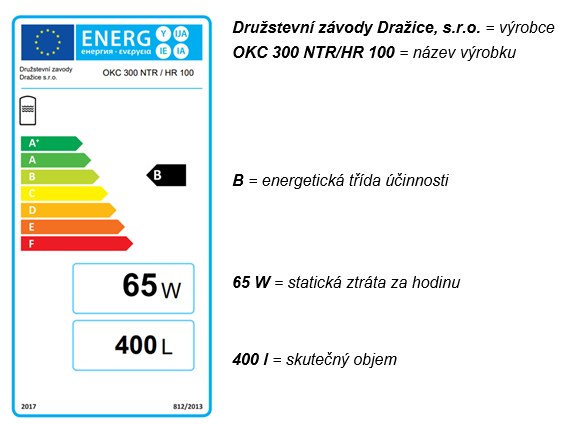 ENERG Y UA
енергия · ενεργεια IE IA
Družstevní závody
Dražice s.r.o.
OKC 300 NTR / HR 100
A+
A
B
C
D
E
F
B
65 W
400 L
2017
812/2013
Družstevní závody Dražice, s.r.o. = výrobce
OKC 300 NTR/HR 100 = název výrobku
B = energetická třída účinnosti
65 W = statická ztráta za hodinu
400 l = skutečný objem